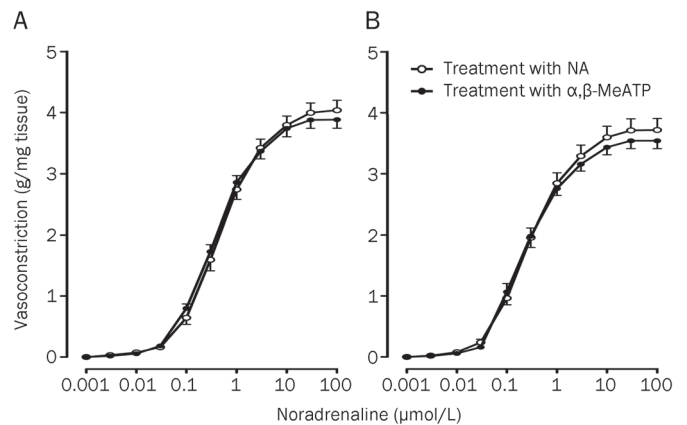 A
B
5
4
3
2
1
0
Vasoconstriction (g/mg tissue)
0.001 0.01 0.1 1 10 100
5
4
3
2
1
0
Treatment with NA
Treatment with α,β-MeATP
0.001 0.01 0.1 1 10 100
Noradrenaline (μmol/L)